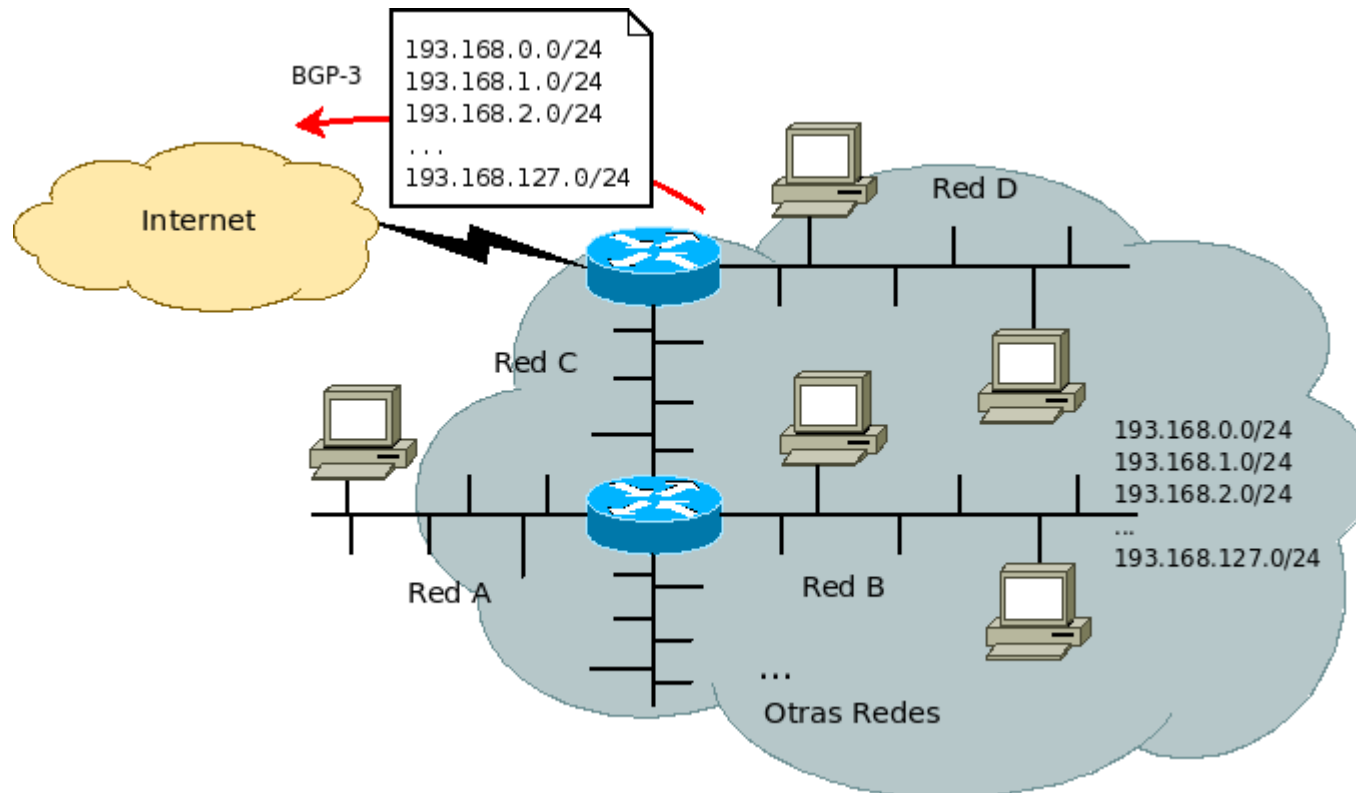 BGP-3
193.168.0.0/24
193.168.1.0/24
193.168.2.0/24
...
193.168.127.0/24
Internet
Red D
Red C
193.168.0.0/24
193.168.1.0/24
193.168.2.0/24
...
193.168.127.0/24
Red A
Red B
...
Otras Redes